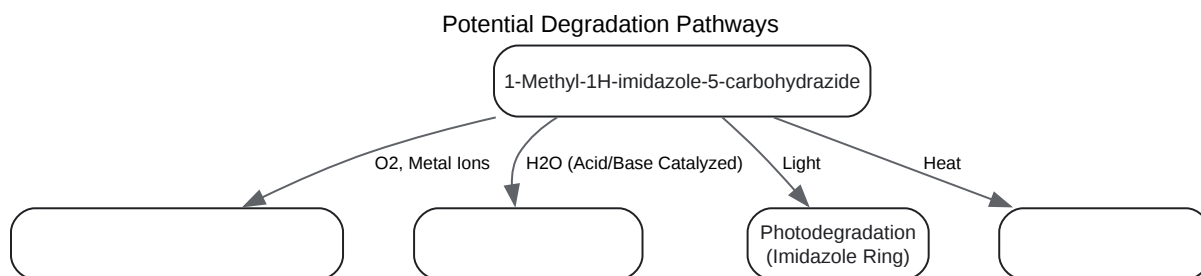 Potential Degradation Pathways
1-Methyl-1H-imidazole-5-carbohydrazide
O2, Metal Ions
H2O (Acid/Base Catalyzed)
Light
Heat
Photodegradation
(Imidazole Ring)